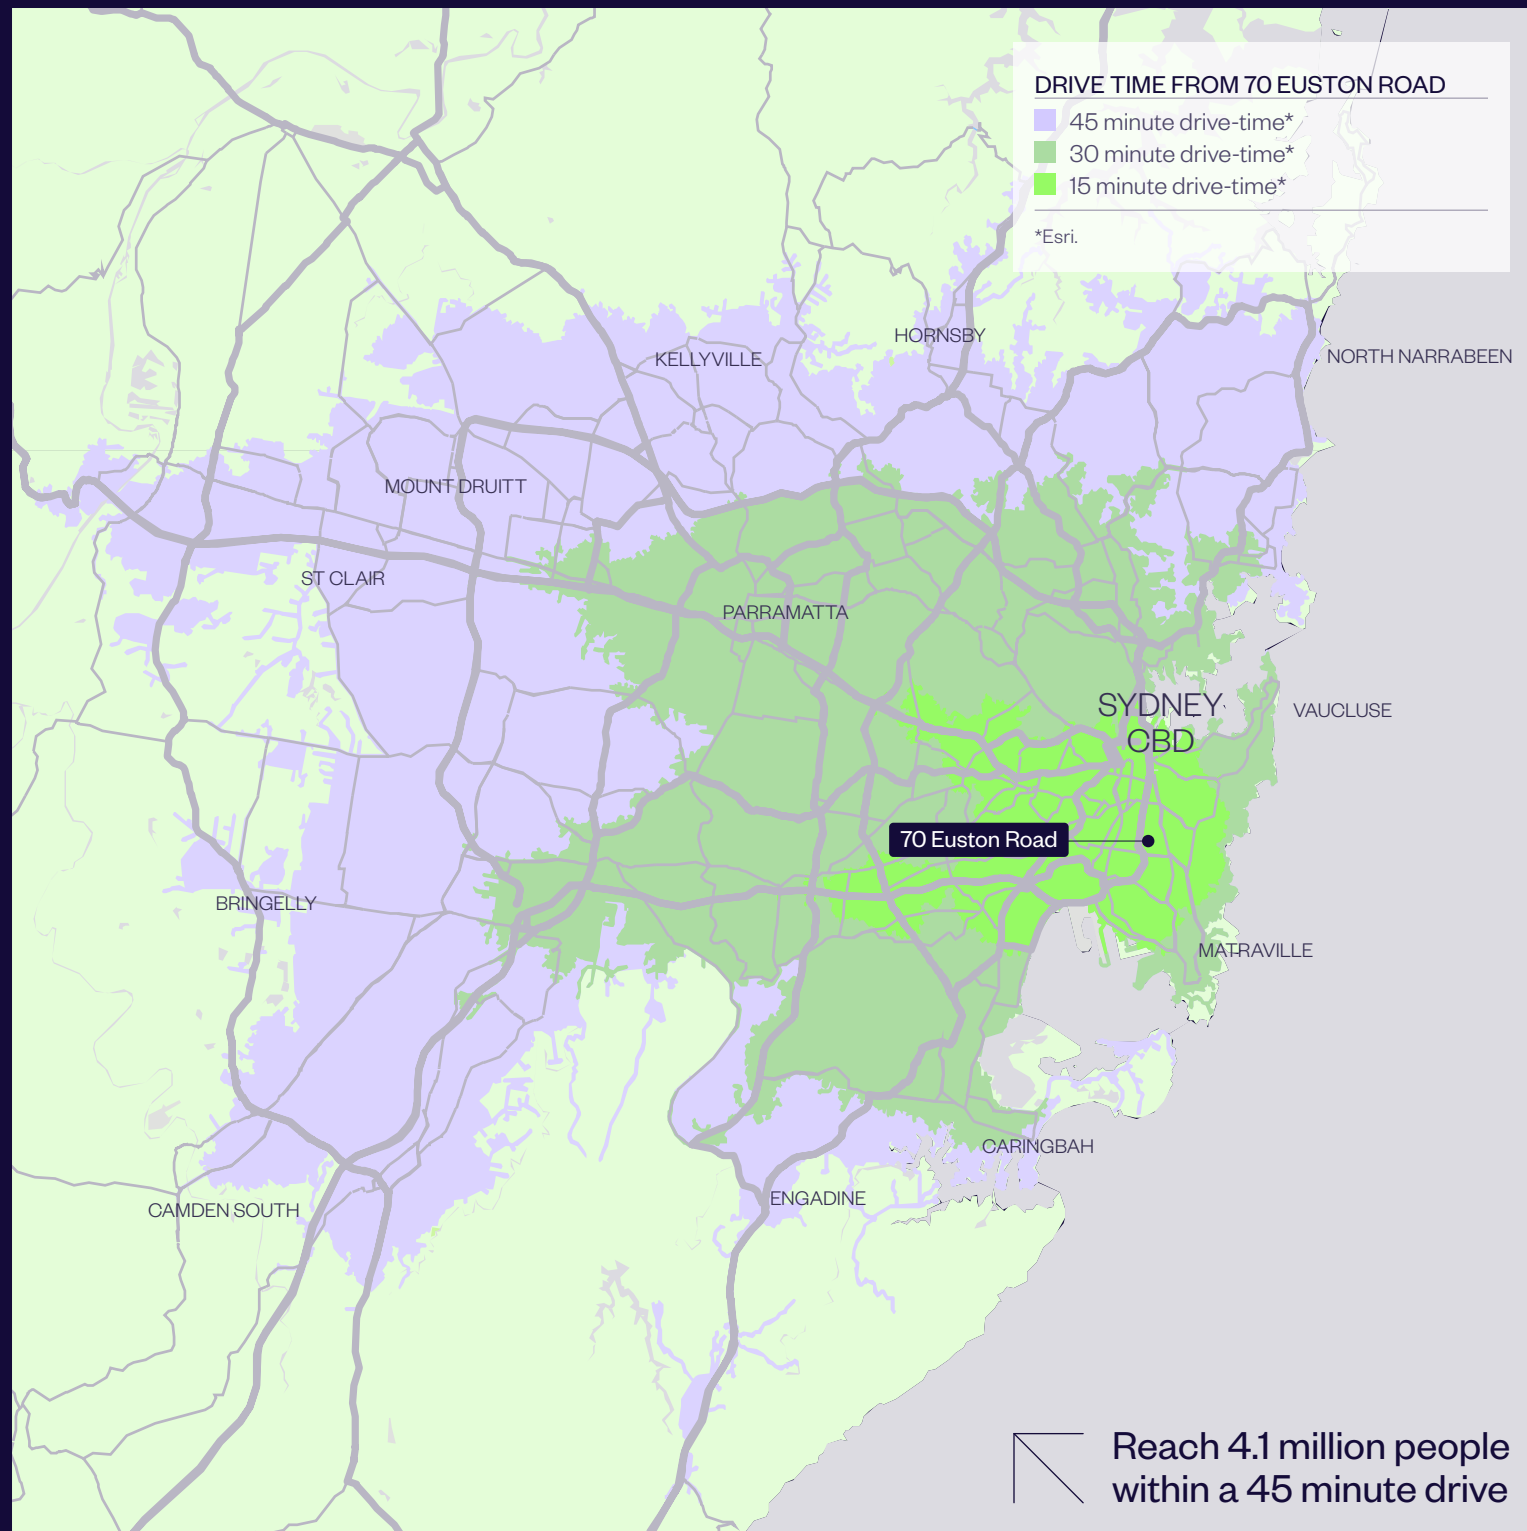 DRIVE TIME FROM 70 EUSTON ROAD
45 minute drive-time*
30 minute drive-time*
15 minute drive-time*
*Esri.
HORNSBY
NORTH NARRABEEN
KELLYVILLE
MOUNT DRUITT
ST CLAIR
PARRAMATTA
SYDNEY
CBD
VAUCLUSE
70 Euston Road
BRINGELLY
MATRAVILLE
CARINGBAH
ENGADINE
CAMDEN SOUTH
Reach 4.1 million people
within a 45 minute drive